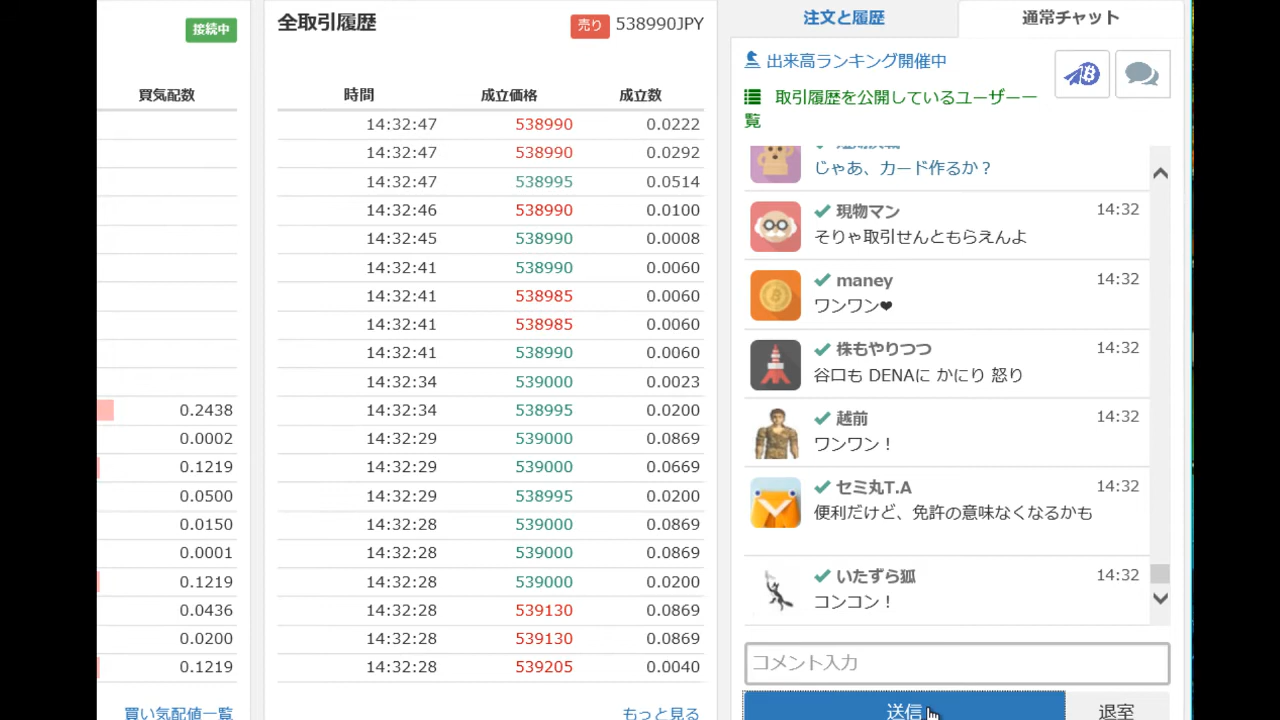 接続中
買気配数
0.2438
0.0002
0.1219
0.0500
0.0150
0.0001
0.1219
0.0436
0.0200
0.1219
買い気配値一覧
全取引履歴
売り 538990JPY
時間 成立価格 成立数
14:32:47 538990 0.0222
14:32:47 538990 0.0292
14:32:47 538995 0.0514
14:32:46 538990 0.0100
14:32:45 538990 0.0008
14:32:41 538990 0.0060
14:32:41 538985 0.0060
14:32:41 538985 0.0060
14:32:41 538990 0.0060
14:32:34 539000 0.0023
14:32:34 538995 0.0200
14:32:29 539000 0.0869
14:32:29 539000 0.0669
14:32:29 538995 0.0200
14:32:28 539000 0.0869
14:32:28 539000 0.0869
14:32:28 539000 0.0200
14:32:28 539130 0.0869
14:32:28 539130 0.0869
14:32:28 539205 0.0040
もっと見る
注文と履歴 通常チャット
出来高ランキング開催中
取引履歴を公開しているユーザー一
覧
じゃあ、カード作るか？
現物マン 14:32
そりゃ取引せんともらえんよ
maney 14:32
ワンワン❤
株もやりつつ 14:32
谷口も DENAに かにり 怒り
越前 14:32
ワンワン！
セミ丸T.A 14:32
便利だけど、免許の意味なくなるかも
いたずら狐 14:32
コンコン！
コメント入力
送信 退室